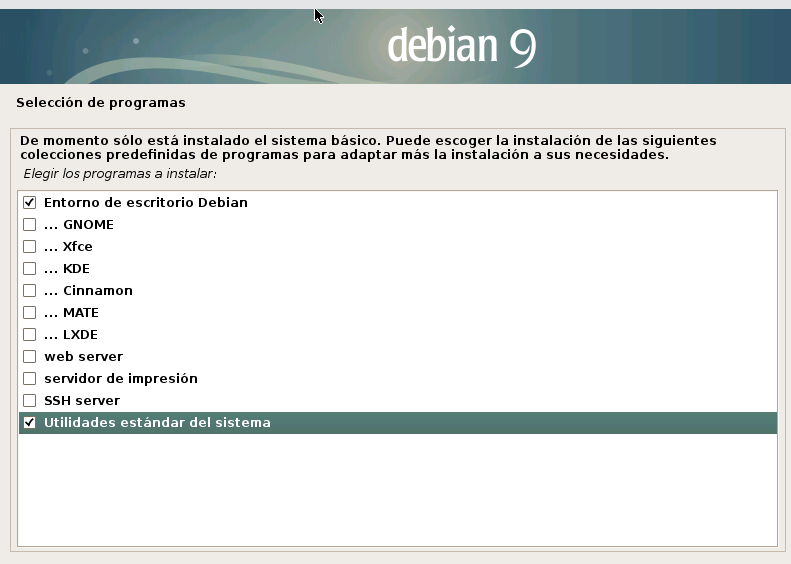 debian 9
Selección de programas
De momento sólo está instalado el sistema básico. Puede escoger la instalación de las siguientes
colecciones predefinidas de programas para adaptar más la instalación a sus necesidades.
Elegir los programas a instalar:
Entorno de escritorio Debian
... GNOME
... Xfce
... KDE
... Cinnamon
... MATE
... LXDE
web server
servidor de impresión
SSH server
Utilidades estándar del sistema